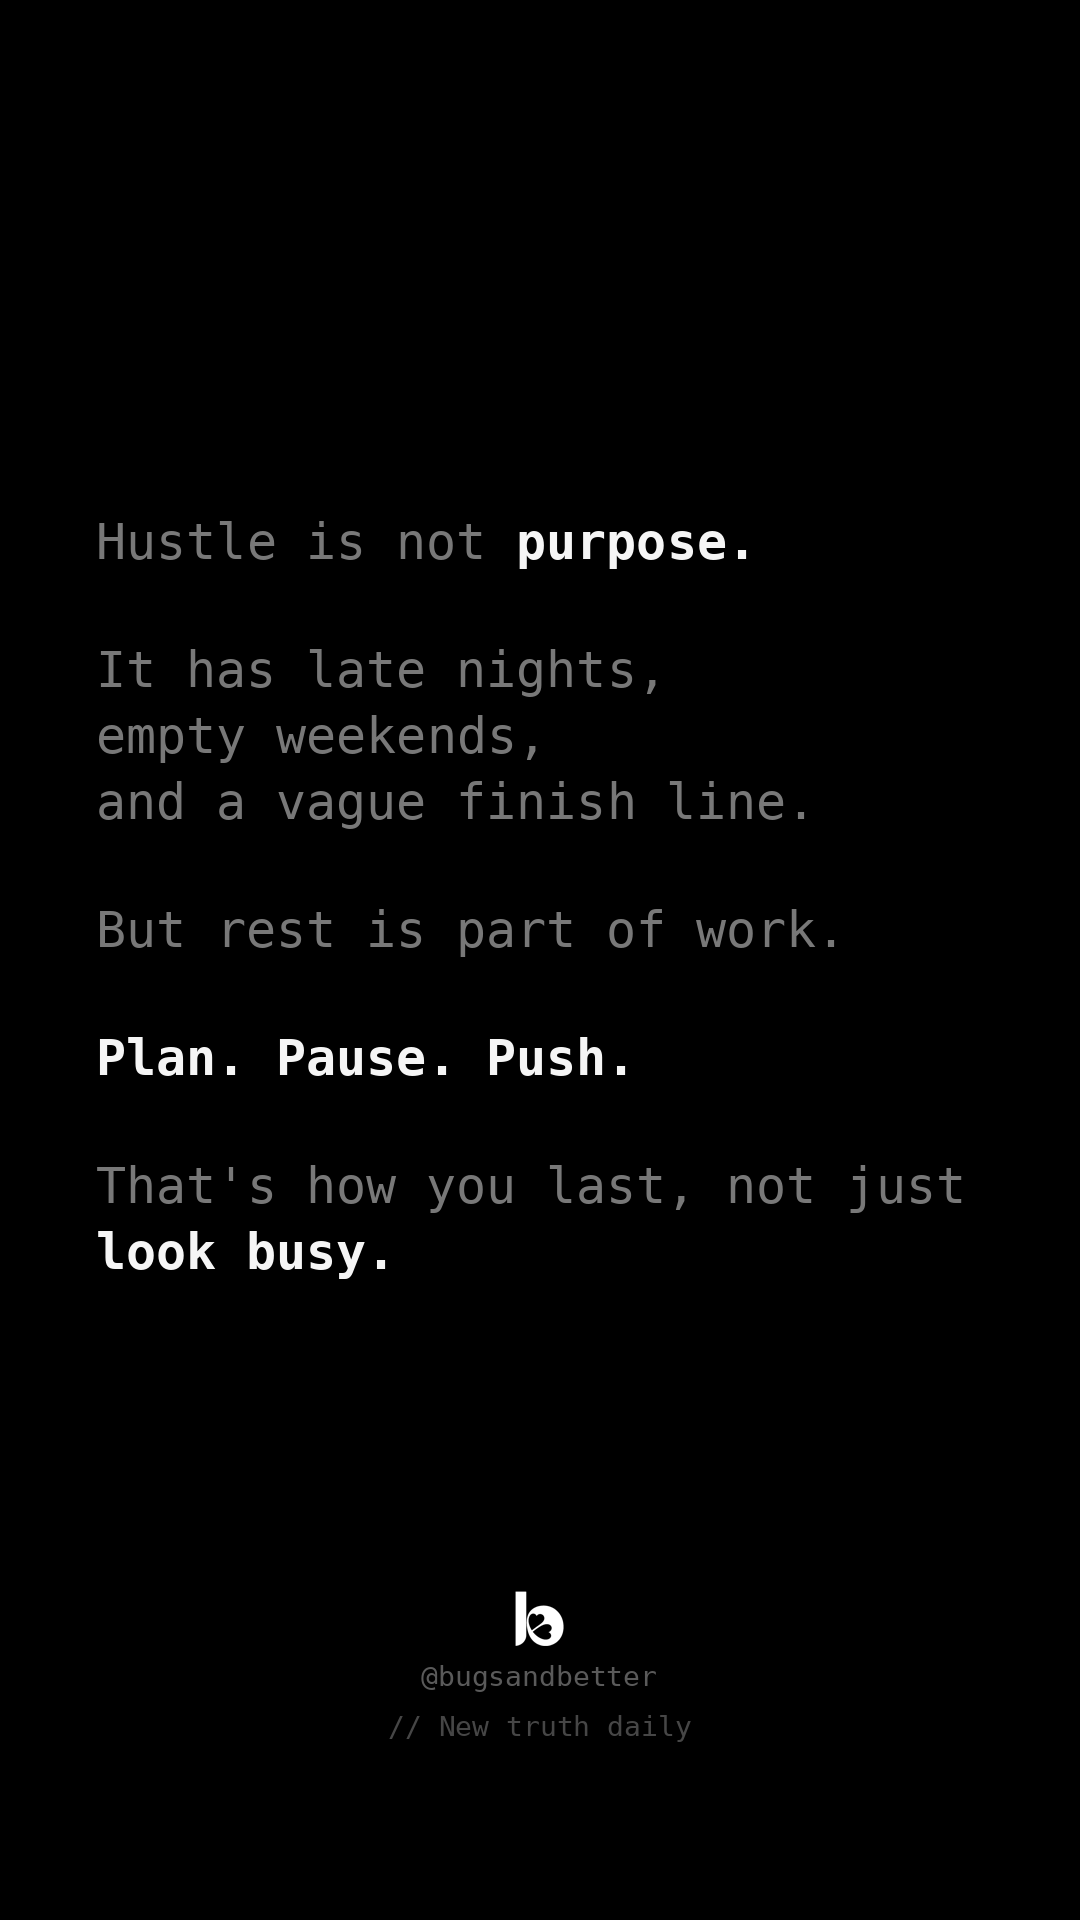 Hustle is not purpose.
It has late nights,
empty weekends,
and a vague finish line.
But rest is part of work.
Plan. Pause. Push.
That's how you last, not just
look busy.
b
@bugsandbetter
// New truth daily